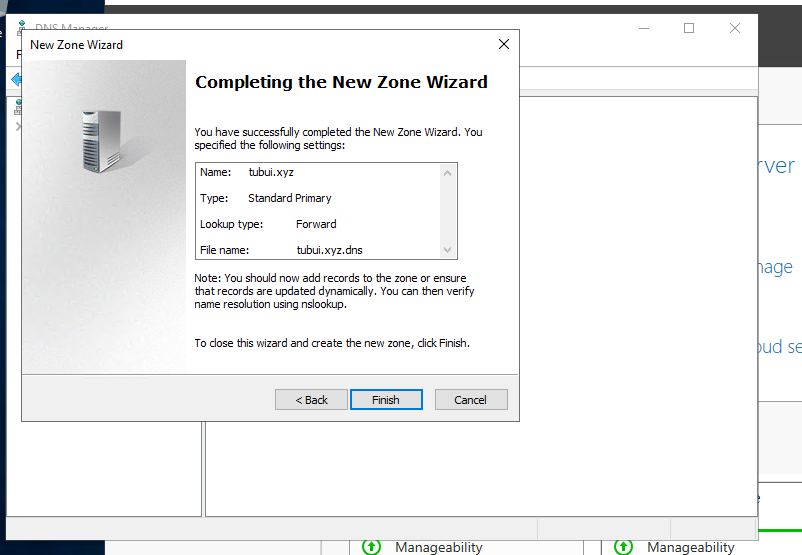 DNS Manager
New Zone Wizard
F
Completing the New Zone Wizard
You have successfully completed the New Zone Wizard. You
specified the following settings:
Name: tubui.xyz
Type: Standard Primary
Lookup type: Forward
File name: tubui.xyz.dns
Note: You should now add records to the zone or ensure
that records are updated dynamically. You can then verify
name resolution using nslookup.
To close this wizard and create the new zone, click Finish.
< Back Finish Cancel
rver
nage
oud se
Manageability Manageability